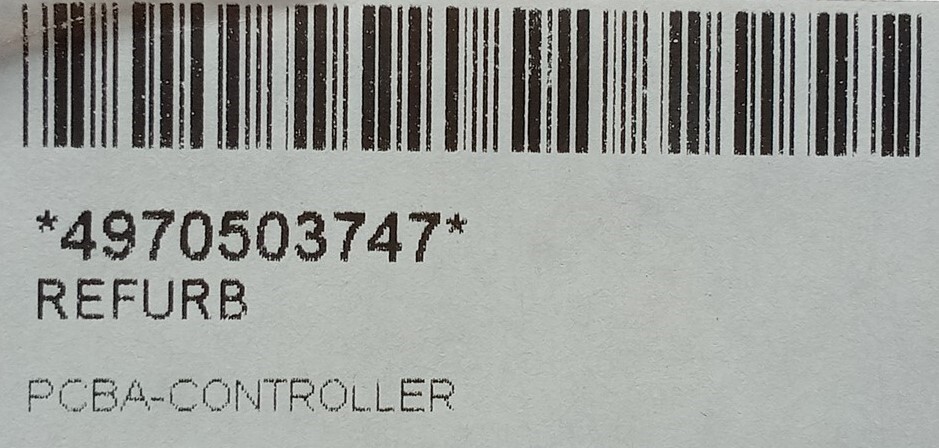 *4970503747*
REFURB
PCBA-CONTROLLER